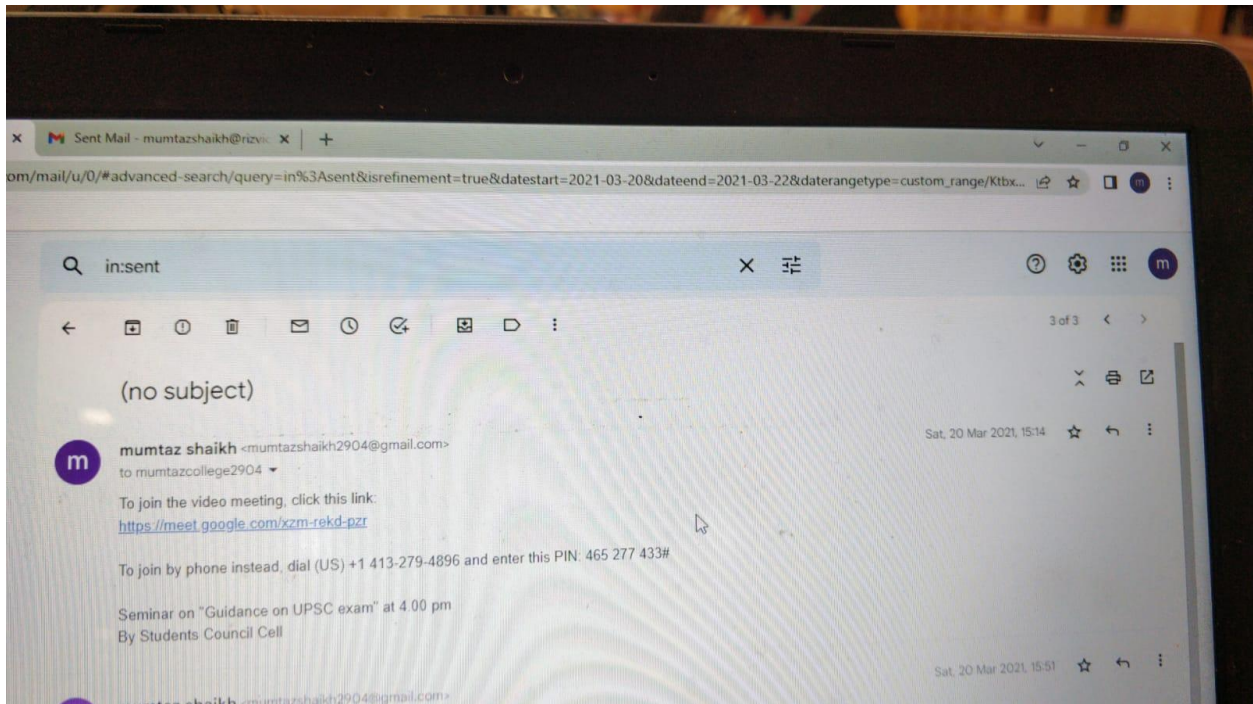 Sent Mail - mumtazshaikh@rizvi
om/mail/u/0/#advanced-search/query=in%3Asent&isrefinement=true&datestart=2021-03-20&dateend=2021-03-22&daterangetype=custom_range/Ktbx...
m
in:sent
m
3 of 3
(no subject)
mumtaz shaikh <mumtazshaikh2904@gmail.com>
Sat, 20 Mar 2021, 15:14
m
to mumtazcollege2904
To join the video meeting, click this link:
https://meet.google.com/xzm-rekd-pzr
To join by phone instead, dial (US) +1 413-279-4896 and enter this PIN: 465 277 433#
Seminar on "Guidance on UPSC exam" at 4.00 pm
By Students Council Cell
Sat, 20 Mar 2021, 15:51
shaikh <mumtazshaikh2904@gmail.com>